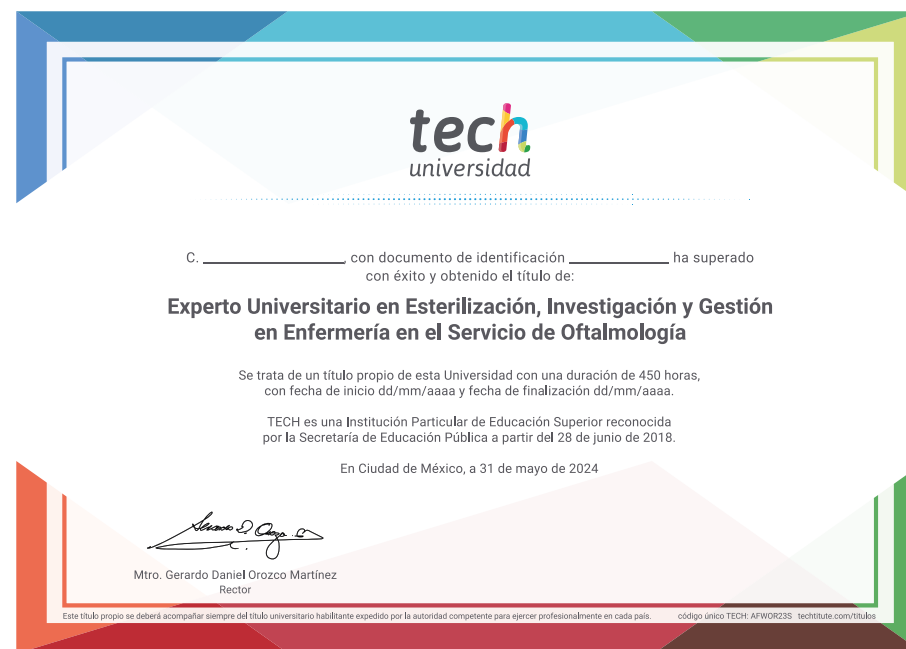 tech
universidad
C. ____________, con documento de identificación ____________ ha superado
con éxito y obtenido el título de:
Experto Universitario en Esterilización, Investigación y Gestión
en Enfermería en el Servicio de Oftalmología
Se trata de un título propio de esta Universidad con una duración de 450 horas,
con fecha de inicio dd/mm/aaaa y fecha de finalización dd/mm/aaaa.
TECH es una Institución Particular de Educación Superior reconocida
por la Secretaría de Educación Pública a partir del 28 de junio de 2018.
En Ciudad de México, a 31 de mayo de 2024
Mtro. Gerardo Daniel Orozco Martínez
Rector
Este título propio se deberá acompañar siempre del título universitario habilitante expedido por la autoridad competente para ejercer profesionalmente en cada país. código único TECH: AFWOR23S techtitute.com/titulos